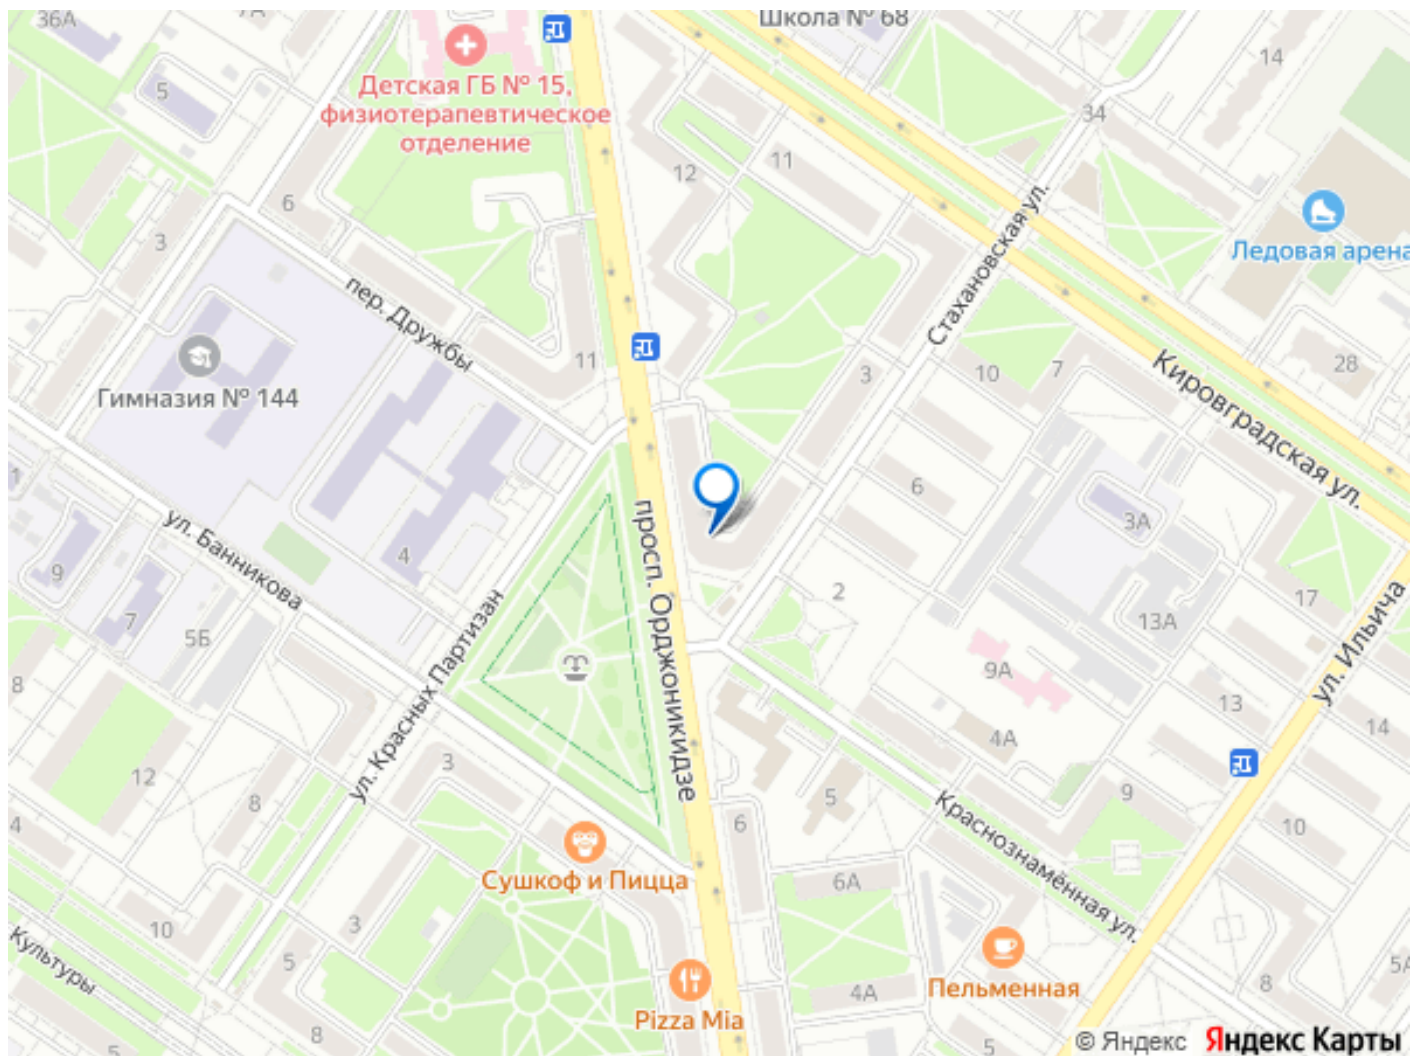 36А
7А
Школа № 68
14
5
Детская ГБ № 15,
физиотерапевтическое
отделение
34
12
11
6
3
Стахановская ул.
Ледовая арена
пер. Дружбы
11
Гимназия № 144
3
10
7
28
Кировградская ул.
6
3А
1
ул. Банникова
просп. Орджоникидзе
4
9
7
5Б
2
17
13А
ул. Ильича
ул. Красных Партизан
9А
8
13
14
4А
12
3
8
5
9
6
10
4
Краснознамённая ул.
Сушкоф и Пицца
6А
10
3
Культуры
5
Пельменная
8
5А
4А
Pizza Mia
8
5
5
© Яндекс Яндекс Карты